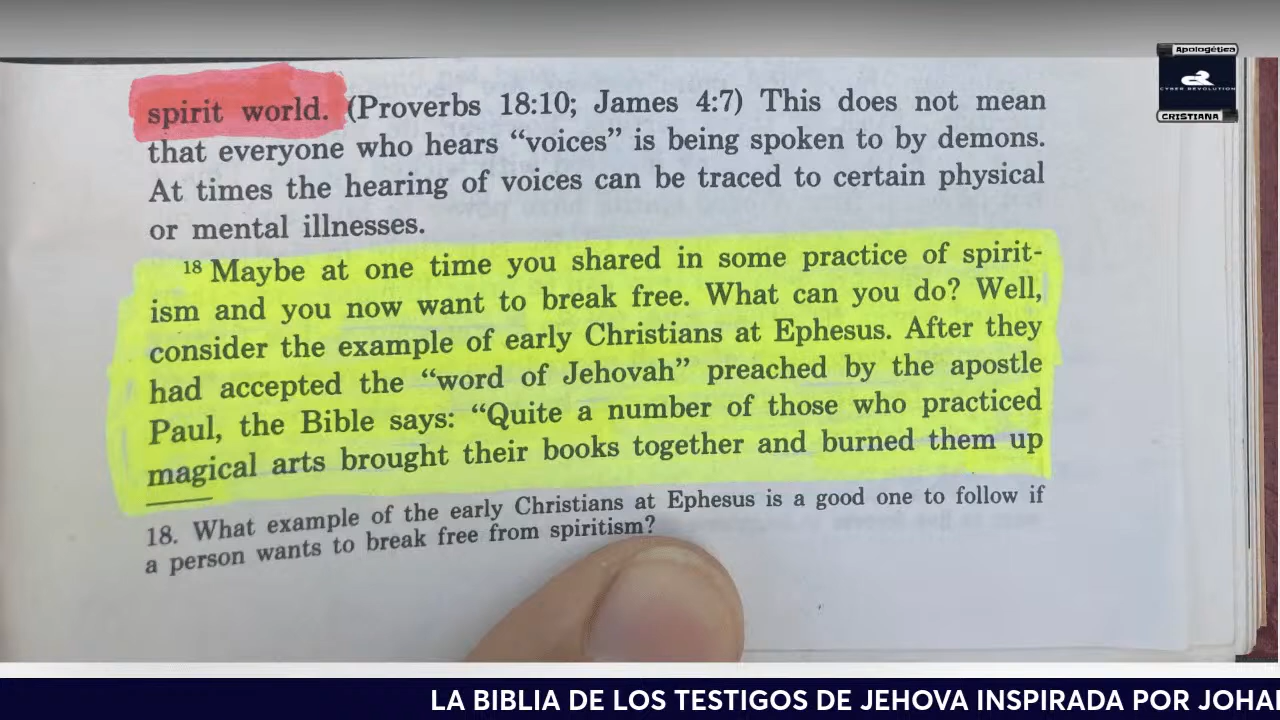 Apologética
CYBER REVOLUTION
CRISTIANA
spirit world. (Proverbs 18:10; James 4:7) This does not mean
that everyone who hears “voices” is being spoken to by demons.
At times the hearing of voices can be traced to certain physical
or mental illnesses.
18 Maybe at one time you shared in some practice of spirit-
ism and you now want to break free. What can you do? Well,
consider the example of early Christians at Ephesus. After they
had accepted the “word of Jehovah” preached by the apostle
Paul, the Bible says: “Quite a number of those who practiced
magical arts brought their books together and burned them up
18. What example of the early Christians at Ephesus is a good one to follow if
a person wants to break free from spiritism?
LA BIBLIA DE LOS TESTIGOS DE JEHOVA INSPIRADA POR JOHA